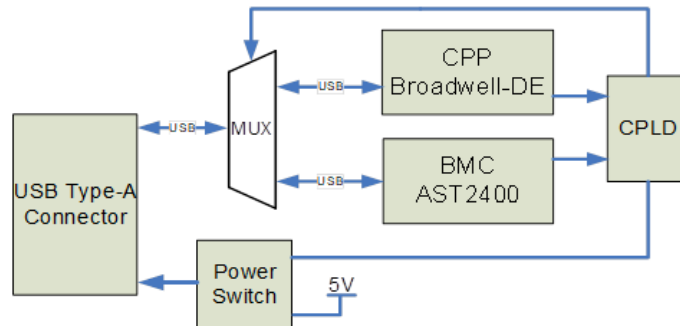 CPP
Broadwell-DE
USB
USB
MUX
CPLD
USB Type-A
Connector
USB
BMC
AST2400
Power
Switch
5V